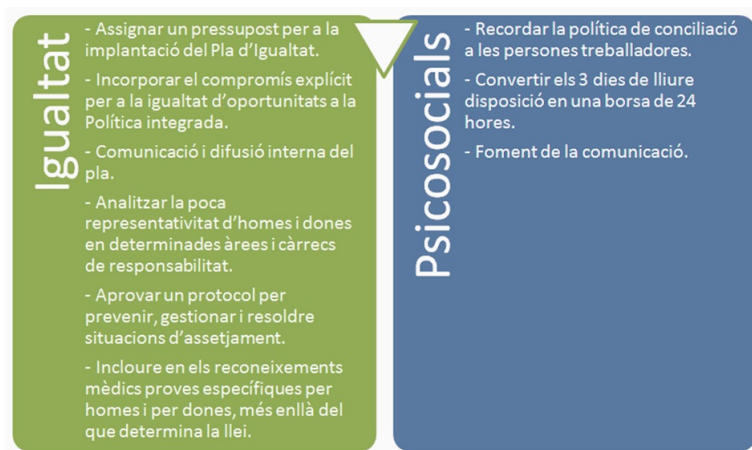 Igualtat
- Assignar un pressupost per a la
implantació del Pla d'Igualtat.
- Incorporar el compromís explícit
per a la igualtat d'oportunitats a la
Política integrada.
- Comunicació i difusió interna del
pla.
- Analitzar la poca
representativitat d'homes i dones
en determinades àrees i càrrecs
de responsabilitat.
- Aprovar un protocol per
prevenir, gestionar i resoldre
situacions d'assetjament.
- Incloure en els reconeixements
mèdics proves específiques per
homes i per dones, més enllà del
que determina la llei.
Psicosocials
- Recordar la política de conciliació
a les persones treballadores.
- Convertir els 3 dies de lliure
disposició en una borsa de 24
hores.
- Foment de la comunicació.